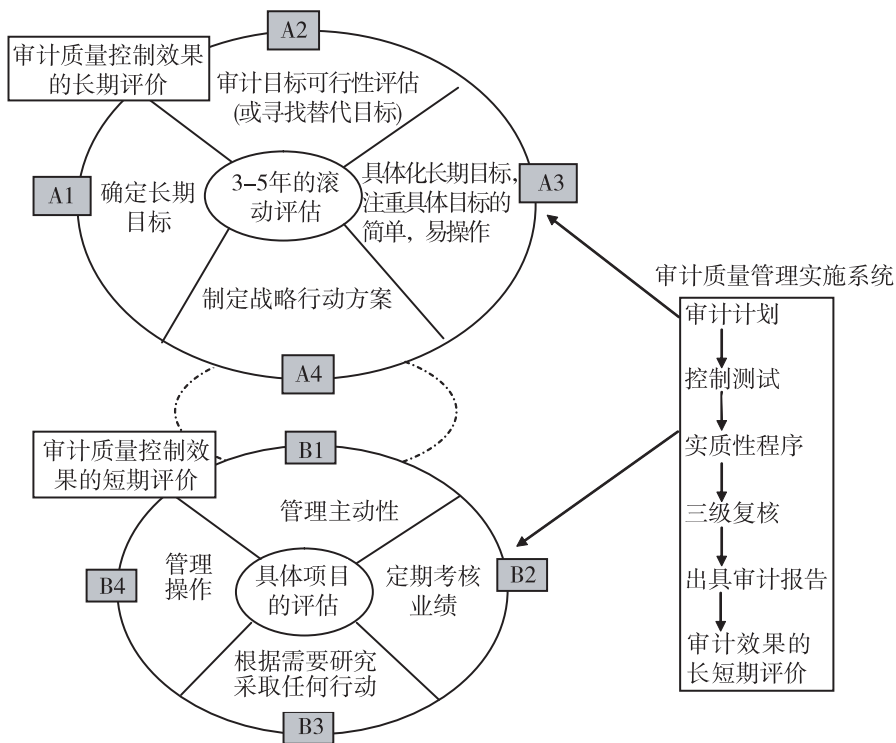 A2
审计质量控制效果
的长期评价
审计目标可行性评估
(或寻找替代目标)
A1
确定长期
目标
3-5年的滚
动评估
具体化长期目标，
注重具体目标的
简单，易操作
A3
制定战略行动方案
A4
审计质量管理实施系统
审计计划
控制测试
实质性程序
三级复核
出具审计报告
审计效果的
长短期评价
审计质量控制效
果的短期评价
B1
管理主动性
B4
管理
操作
具体项目
的评估
定期考核
业绩
B2
根据需要研究
采取任何行动
B3